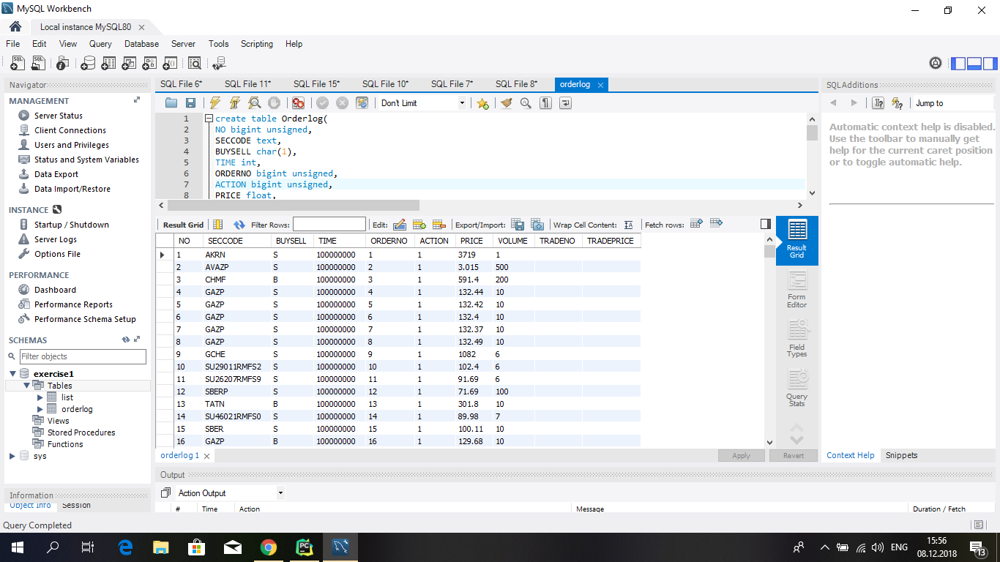 MySQL Workbench
Local instance MySQL80
File Edit View Query Database Server Tools Scripting Help
Navigator
MANAGEMENT
Server Status
Client Connections
Users and Privileges
Status and System Variables
Data Export
Data Import/Restore
INSTANCE
Startup / Shutdown
Server Logs
Options File
PERFORMANCE
Dashboard
Performance Reports
Performance Schema Setup
SCHEMAS
Filter objects
exercise1
Tables
list
orderlog
Views
Stored Procedures
Functions
sys
Information
Object Info Session
SQL File 6* SQL File 11* SQL File 15* SQL File 10* SQL File 7* SQL File 8* orderlog
Don't Limit
1 create table Orderlog(
2 NO bigint unsigned,
3 SECCODE text,
4 BUYSELL char(1),
5 TIME int,
6 ORDERNO bigint unsigned,
7 ACTION bigint unsigned,
8 PRICE float,
Result Grid Filter Rows: Edit: Export/Import: Wrap Cell Content: Fetch rows:
NO SECCODE BUYSELL TIME ORDERNO ACTION PRICE VOLUME TRADENO TRADEPRICE
1 AKRN S 100000000 1 1 3719 1
2 AVAZP S 100000000 2 1 3.015 500
3 CHMF B 100000000 3 1 591.4 200
4 GAZP S 100000000 4 1 132.44 10
5 GAZP S 100000000 5 1 132.42 10
6 GAZP S 100000000 6 1 132.4 10
7 GAZP S 100000000 7 1 132.37 10
8 GAZP S 100000000 8 1 132.49 10
9 GCHE S 100000000 9 1 1082 6
10 SU29011RMFS2 S 100000000 10 1 102.4 6
11 SU26207RMFS9 S 100000000 11 1 91.69 6
12 SBERP S 100000000 12 1 71.69 100
13 TATN B 100000000 13 1 301.8 10
14 SU46021RMFS0 S 100000000 14 1 89.98 7
15 SBER S 100000000 15 1 100.11 10
16 GAZP B 100000000 16 1 129.68 10
Result
Grid
Form
Editor
Field
Types
Query
Stats
orderlog 1 Apply Revert
Output
Action Output
# Time Action Message Duration / Fetch
SQLAdditions
Jump to
Automatic context help is disabled.
Use the toolbar to manually get
help for the current caret position
or to toggle automatic help.
Context Help Snippets
Query Completed
PC
ENG
15:56
08.12.2018
13